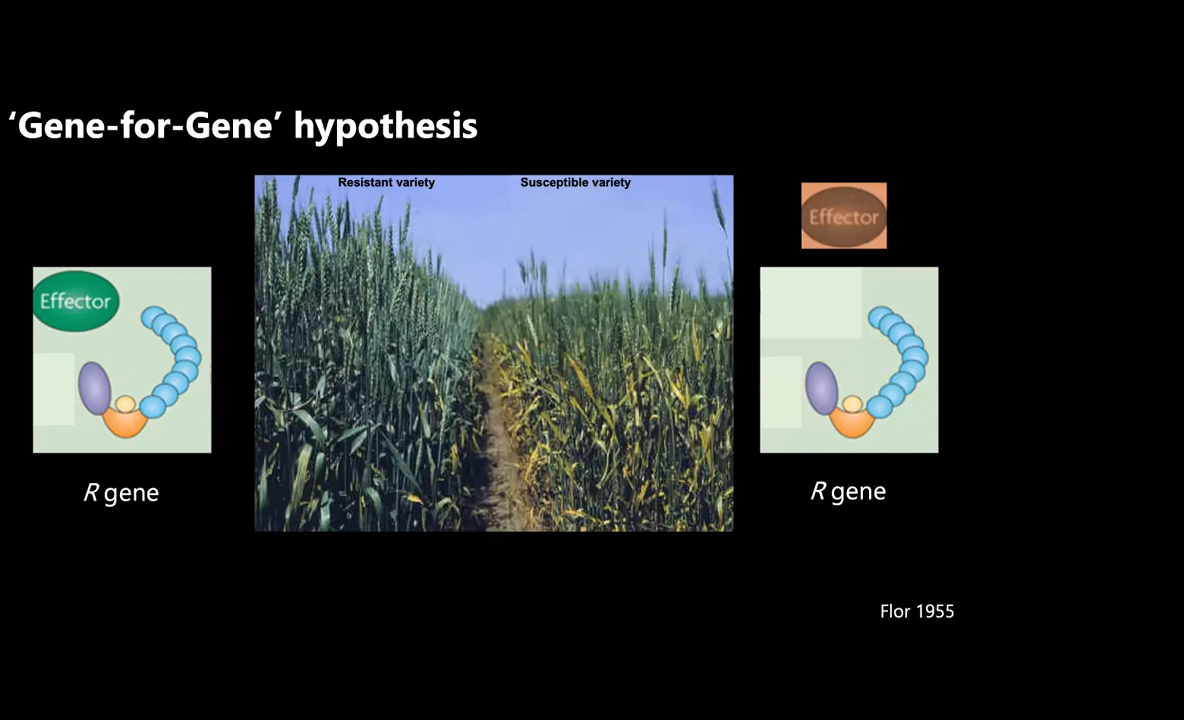 ‘Gene-for-Gene’ hypothesis
Resistant variety
Susceptible variety
Effector
Effector
R gene
R gene
Flor 1955